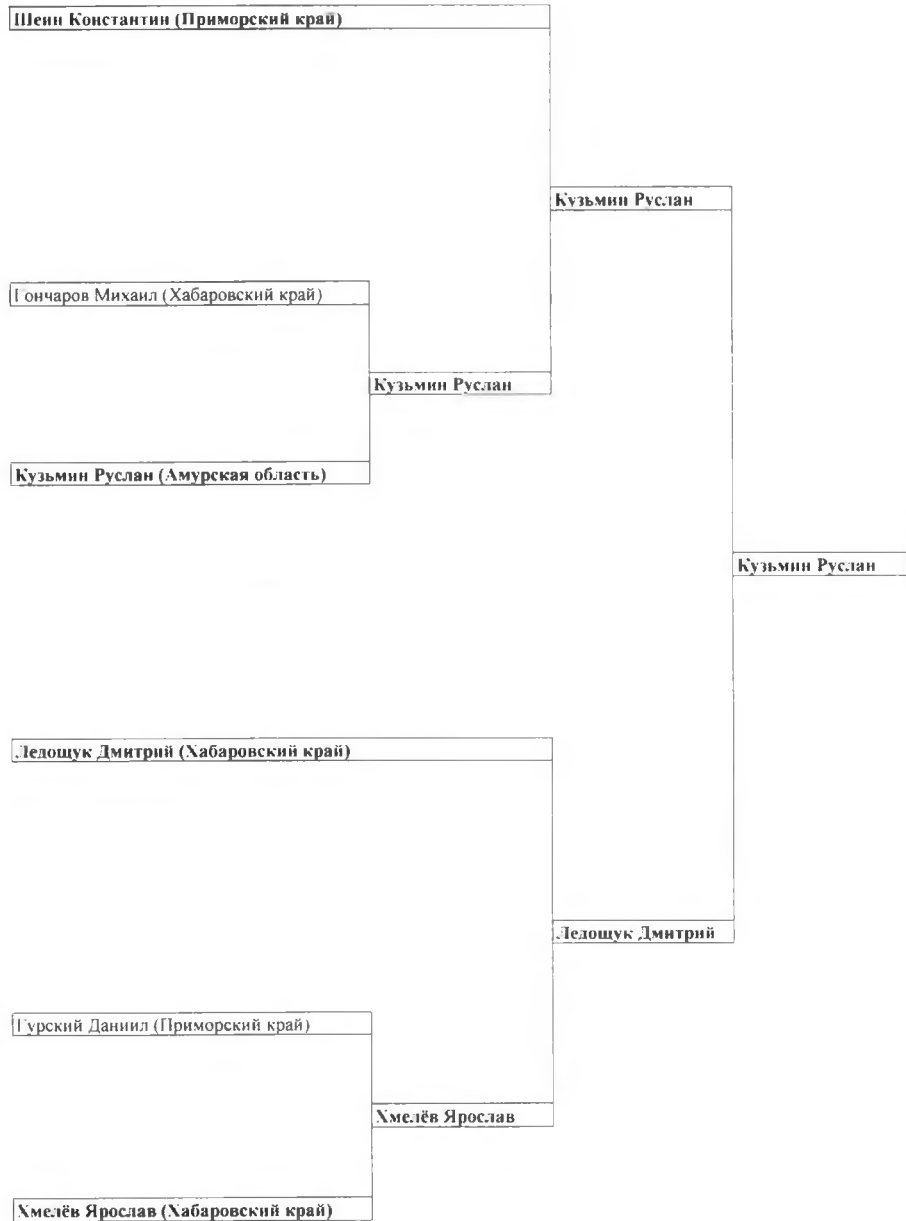 Шеин Константин (Приморский край)
Кузьмин Руслан
Гончаров Михаил (Хабаровский край)
Кузьмин Руслан
Кузьмин Руслан (Амурская область)
Кузьмин Руслан
Ледощук Дмитрий (Хабаровский край)
Ледощук Дмитрий
Гурский Даниил (Приморский край)
Хмелёв Ярослав
Хмелёв Ярослав (Хабаровский край)